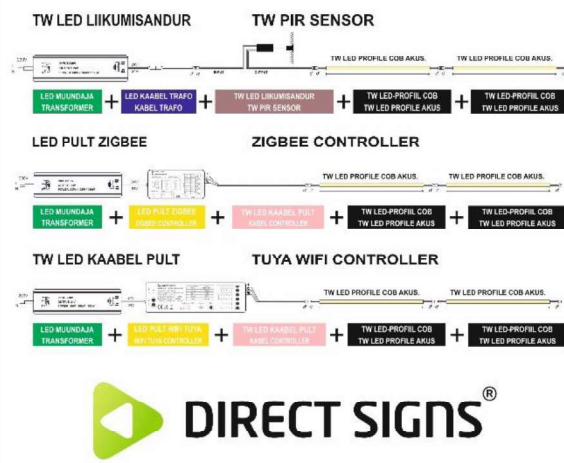 TW LED LIIKUMISANDUR TW PIR SENSOR
230V
TW LED PROFILE COB AKUS. TW LED PROFILE COB AKUS.
LED MUUNDAJA + LED KAABEL TRAFO + TW LED LIIKUMISANDUR + TW LED-PROFIIL COB + TW LED-PROFIIL COB
TRANSFORMER KABEL TRAFO TW PIR SENSOR TW LED PROFILE AKUS TW LED PROFILE AKUS
LED PULT ZIGBEE ZIGBEE CONTROLLER
TW LED PROFILE COB AKUS. TW LED PROFILE COB AKUS.
LED MUUNDAJA + LED PULT ZIGBEE + TW LED KAABEL PULT + TW LED-PROFIIL COB + TW LED-PROFIIL COB
TRANSFORMER ZIGBEE CONTROLLER KABEL CONTROLLER TW LED PROFILE AKUS TW LED PROFILE AKUS
TW LED KAABEL PULT TUYA WIFI CONTROLLER
TW LED PROFILE COB AKUS. TW LED PROFILE COB AKUS.
LED MUUNDAJA + LED PULT WIFI TUYA + TW LED KAABEL PULT + TW LED-PROFIIL COB + TW LED-PROFIIL COB
TRANSFORMER WIFI TUYA CONTROLLER KABEL CONTROLLER TW LED PROFILE AKUS TW LED PROFILE AKUS
DIRECT SIGNS®